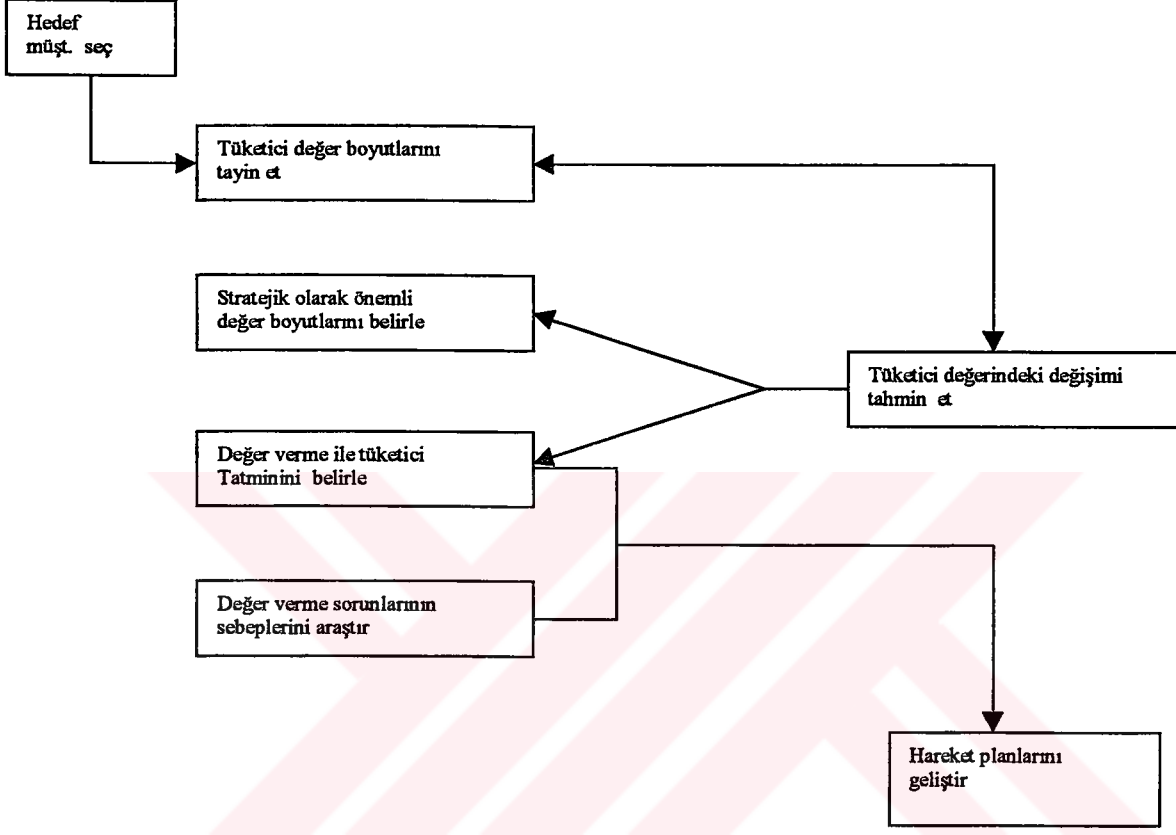 Hedef
müşt. seç
Tüketici değer boyutlarını
tayin et
Stratejik olarak önemli
değer boyutlarını belirle
Tüketici değerindeki değişimi
tahmin et
Değer verme ile tüketici
Tatminini belirle
Değer verme sorunlarının
sebeplerini araştır
Hareket planlarını
geliştir